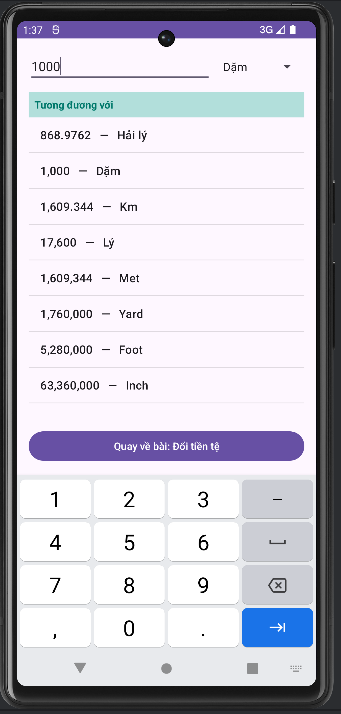 1:37 3G
1000 Dặm
Tương đương với
868.9762 — Hải lý
1,000 — Dặm
1,609.344 — Km
17,600 — Lý
1,609,344 — Met
1,760,000 — Yard
5,280,000 — Foot
63,360,000 — Inch
Quay về bài: Đổi tiền tệ
1 2 3 –
4 5 6
7 8 9
, 0 .